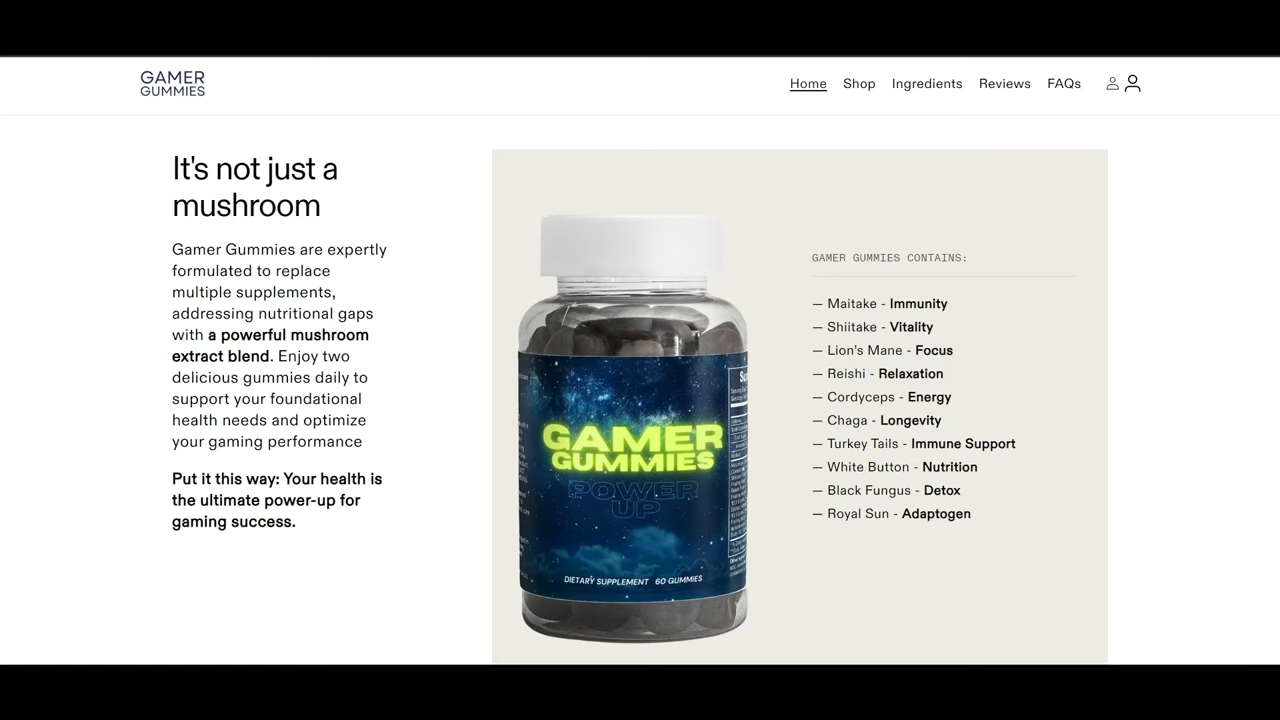 GAMER
GUMMIES
Home
Shop
Ingredients
Reviews
FAQs
It's not just a
mushroom
Gamer Gummies are expertly
formulated to replace
multiple supplements,
addressing nutritional gaps
with a powerful mushroom
extract blend. Enjoy two
delicious gummies daily to
support your foundational
health needs and optimize
your gaming performance
Put it this way: Your health is
the ultimate power-up for
gaming success.
GAMER
GUMMIES
POWER
UP
DIETARY SUPPLEMENT 60 GUMMIES
GAMER GUMMIES CONTAINS:
— Maitake - Immunity
— Shiitake - Vitality
— Lion's Mane - Focus
— Reishi - Relaxation
— Cordyceps - Energy
— Chaga - Longevity
— Turkey Tails - Immune Support
— White Button - Nutrition
— Black Fungus - Detox
— Royal Sun - Adaptogen